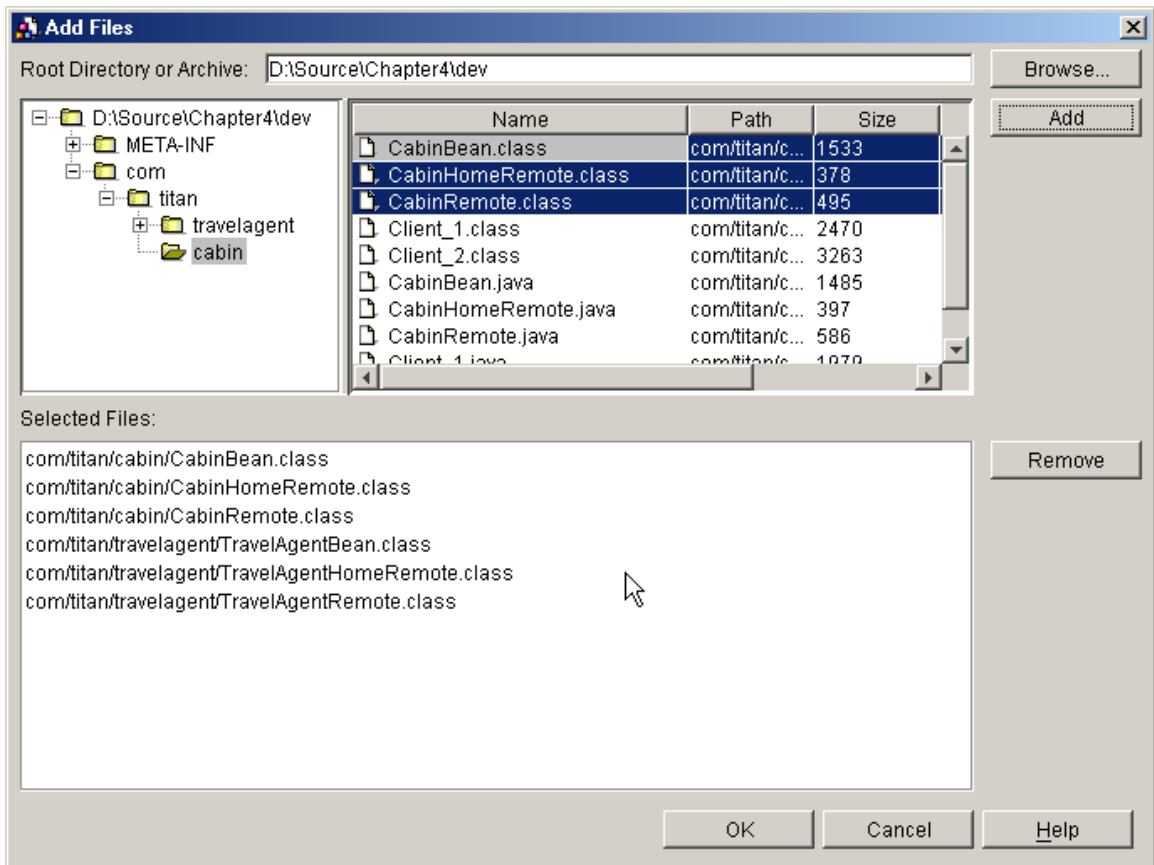 Add Files
Root Directory or Archive: D:\Source\Chapter4\dev Browse...
Add
D:\Source\Chapter4\dev
META-INF
com
titan
travelagent
cabin
Name Path Size
CabinBean.class com/titan/c... 1533
CabinHomeRemote.class com/titan/c... 378
CabinRemote.class com/titan/c... 495
Client_1.class com/titan/c... 2470
Client_2.class com/titan/c... 3263
CabinBean.java com/titan/c... 1485
CabinHomeRemote.java com/titan/c... 397
CabinRemote.java com/titan/c... 586
Client_1.java com/titan/c... 1979
Selected Files:
com/titan/cabin/CabinBean.class
com/titan/cabin/CabinHomeRemote.class
com/titan/cabin/CabinRemote.class
com/titan/travelagent/TravelAgentBean.class
com/titan/travelagent/TravelAgentHomeRemote.class
com/titan/travelagent/TravelAgentRemote.class
Remove
OK Cancel Help